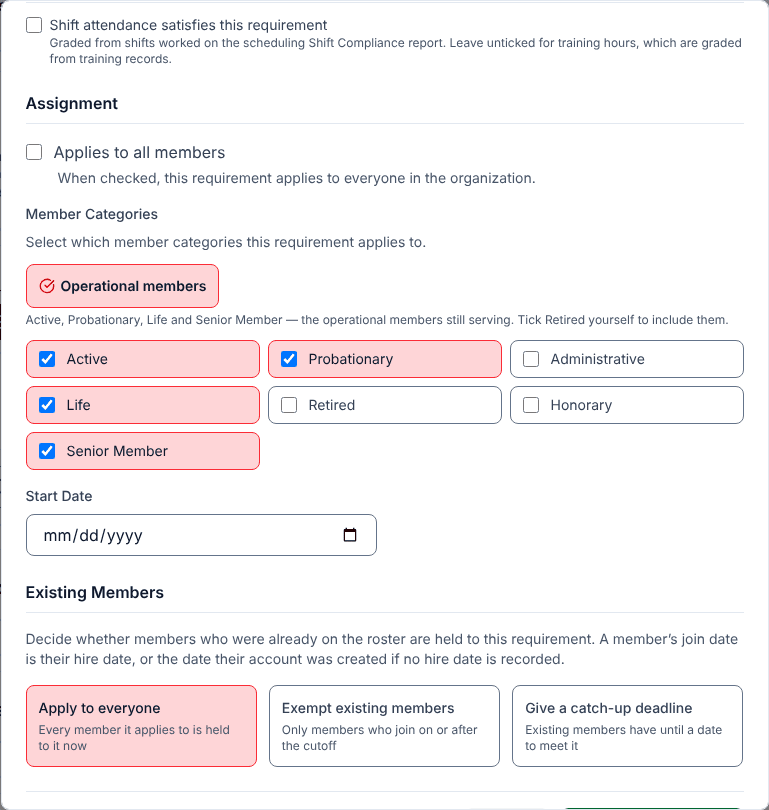 Shift attendance satisfies this requirement
Graded from shifts worked on the scheduling Shift Compliance report. Leave unticked for training hours, which are graded
from training records.
Assignment
Applies to all members
When checked, this requirement applies to everyone in the organization.
Member Categories
Select which member categories this requirement applies to.
Operational members
Active, Probationary, Life and Senior Member — the operational members still serving. Tick Retired yourself to include them.
Active
Probationary
Administrative
Life
Retired
Honorary
Senior Member
Start Date
mm/dd/yyyy
Existing Members
Decide whether members who were already on the roster are held to this requirement. A member’s join date
is their hire date, or the date their account was created if no hire date is recorded.
Apply to everyone
Every member it applies to is held
to it now
Exempt existing members
Only members who join on or after
the cutoff
Give a catch-up deadline
Existing members have until a date
to meet it